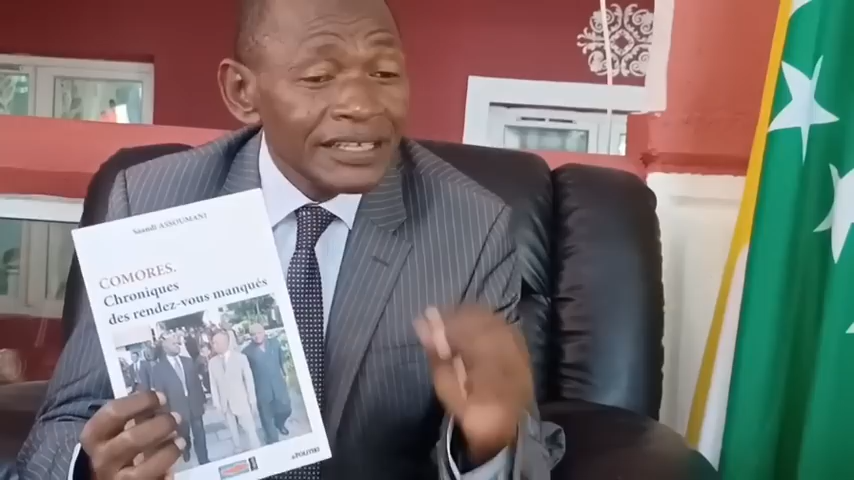 Saandi ASSOUMANI
COMORES.
Chroniques
des rendez-vous manqués